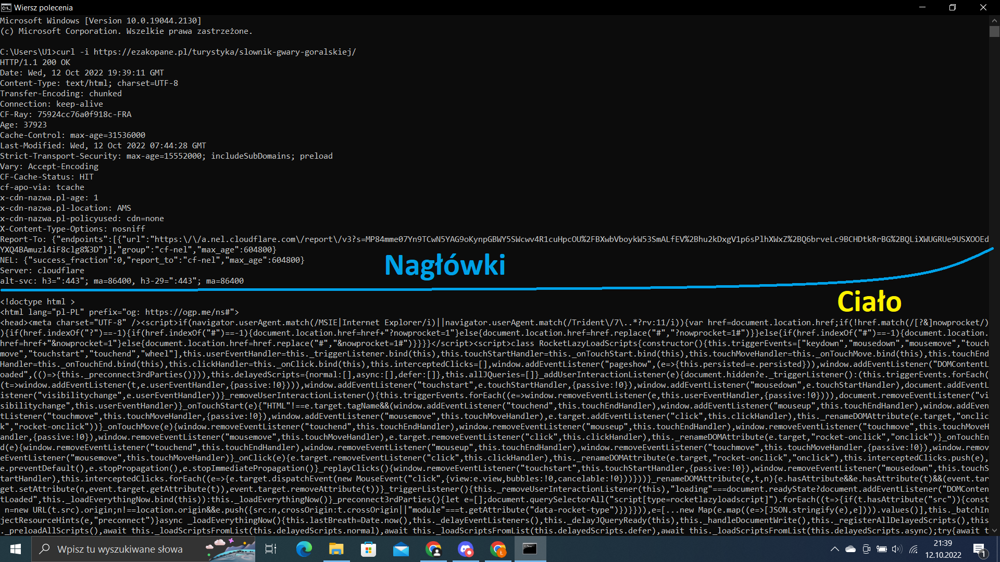 Wiersz polecenia
Microsoft Windows [Version 10.0.19044.2130]
(c) Microsoft Corporation. Wszelkie prawa zastrzeżone.
C:\Users\U1>curl -i https://ezakopane.pl/turystyka/slownik-gwary-goralskiej/
HTTP/1.1 200 OK
Date: Wed, 12 Oct 2022 19:39:11 GMT
Content-Type: text/html; charset=UTF-8
Transfer-Encoding: chunked
Connection: keep-alive
CF-Ray: 75924cc76a0f918c-FRA
Age: 37923
Cache-Control: max-age=31536000
Last-Modified: Wed, 12 Oct 2022 07:44:28 GMT
Strict-Transport-Security: max-age=15552000; includeSubDomains; preload
Vary: Accept-Encoding
CF-Cache-Status: HIT
cf-apo-via: tcache
x-cdn-nazwa.pl-age: 1
x-cdn-nazwa.pl-location: AMS
x-cdn-nazwa.pl-policyused: cdn=none
X-Content-Type-Options: nosniff
Report-To: {"endpoints":[{"url":"https:\/\/a.nel.cloudflare.com\/report\/v3?s=MP84mme07Yn9TCwN5YAG9oKynpGBWY5SWcwv4R1cuHpcOU%2FBXwbVboykW53SmALfEV%2Bhu2kDxgV1p6sPlhXWxZ%2BQ6brveLc9BCHDtkRrBG%2BQLiXWUGRUe9USXOOEd
YXQ4BAmuzl4iF8clg8%3D"}],"group":"cf-nel","max_age":604800}
NEL: {"success_fraction":0,"report_to":"cf-nel","max_age":604800}
Nagłówki
Server: cloudflare
alt-svc: h3=":443"; ma=86400, h3-29=":443"; ma=86400
Ciało
<!doctype html >
<html lang="pl-PL" prefix="og: https://ogp.me/ns#">
<head><meta charset="UTF-8" /><script>if(navigator.userAgent.match(/MSIE|Internet Explorer/i)||navigator.userAgent.match(/Trident\/7\..*?rv:11/i)){var href=document.location.href;if(!href.match(/[?&]nowprocket/)
){if(href.indexOf("?")==-1){if(href.indexOf("#")==-1){document.location.href=href+"?nowprocket=1"}else{document.location.href=href.replace("#","?nowprocket=1#")}}else{if(href.indexOf("#")==-1){document.location.
href=href+"&nowprocket=1"}else{document.location.href=href.replace("#","&nowprocket=1#")}}}}</script><script>class RocketLazyLoadScripts{constructor(){this.triggerEvents=["keydown","mousedown","mousemove","touch
move","touchstart","touchend","wheel"],this.userEventHandler=this._triggerListener.bind(this),this.touchStartHandler=this._onTouchStart.bind(this),this.touchMoveHandler=this._onTouchMove.bind(this),this.touchEnd
Handler=this._onTouchEnd.bind(this),this.clickHandler=this._onClick.bind(this),this.interceptedClicks=[],window.addEventListener("pageshow",(e=>{this.persisted=e.persisted})),window.addEventListener("DOMContentL
oaded",(()=>{this._preconnect3rdParties()})),this.delayedScripts={normal:[],async:[],defer:[]},this.allJQueries=[]}_addUserInteractionListener(e){document.hidden?e._triggerListener():(this.triggerEvents.forEach(
(t=>window.addEventListener(t,e.userEventHandler,{passive:!0}))),window.addEventListener("touchstart",e.touchStartHandler,{passive:!0}),window.addEventListener("mousedown",e.touchStartHandler),document.addEventL
istener("visibilitychange",e.userEventHandler))}_removeUserInteractionListener(){this.triggerEvents.forEach((e=>window.removeEventListener(e,this.userEventHandler,{passive:!0}))),document.removeEventListener("vi
sibilitychange",this.userEventHandler)}_onTouchStart(e){"HTML"!==e.target.tagName&&(window.addEventListener("touchend",this.touchEndHandler),window.addEventListener("mouseup",this.touchEndHandler),window.addEven
tListener("touchmove",this.touchMoveHandler,{passive:!0}),window.addEventListener("mousemove",this.touchMoveHandler),e.target.addEventListener("click",this.clickHandler),this._renameDOMAttribute(e.target,"onclic
k","rocket-onclick"))}_onTouchMove(e){window.removeEventListener("touchend",this.touchEndHandler),window.removeEventListener("mouseup",this.touchEndHandler),window.removeEventListener("touchmove",this.touchMoveH
andler,{passive:!0}),window.removeEventListener("mousemove",this.touchMoveHandler),e.target.removeEventListener("click",this.clickHandler),this._renameDOMAttribute(e.target,"rocket-onclick","onclick")}_onTouchEn
d(e){window.removeEventListener("touchend",this.touchEndHandler),window.removeEventListener("mouseup",this.touchEndHandler),window.removeEventListener("touchmove",this.touchMoveHandler,{passive:!0}),window.remov
eEventListener("mousemove",this.touchMoveHandler)}_onClick(e){e.target.removeEventListener("click",this.clickHandler),this._renameDOMAttribute(e.target,"rocket-onclick","onclick"),this.interceptedClicks.push(e),
e.preventDefault(),e.stopPropagation(),e.stopImmediatePropagation()}_replayClicks(){window.removeEventListener("touchstart",this.touchStartHandler,{passive:!0}),window.removeEventListener("mousedown",this.touchS
tartHandler),this.interceptedClicks.forEach((e=>{e.target.dispatchEvent(new MouseEvent("click",{view:e.view,bubbles:!0,cancelable:!0}))}))}_renameDOMAttribute(e,t,n){e.hasAttribute&&e.hasAttribute(t)&&(event.tar
get.setAttribute(n,event.target.getAttribute(t)),event.target.removeAttribute(t))}_triggerListener(){this._removeUserInteractionListener(this),"loading"===document.readyState?document.addEventListener("DOMConten
tLoaded",this._loadEverythingNow.bind(this)):this._loadEverythingNow()}_preconnect3rdParties(){let e=[];document.querySelectorAll("script[type=rocketlazyloadscript]").forEach((t=>{if(t.hasAttribute("src")){const
 n=new URL(t.src).origin;n!==location.origin&&e.push({src:n,crossOrigin:t.crossOrigin||"module"===t.getAttribute("data-rocket-type")})}})),e=[...new Map(e.map((e=>[JSON.stringify(e),e]))).values()],this._batchIn
jectResourceHints(e,"preconnect")}async _loadEverythingNow(){this.lastBreath=Date.now(),this._delayEventListeners(),this._delayJQueryReady(this),this._handleDocumentWrite(),this._registerAllDelayedScripts(),this
._preloadAllScripts(),await this._loadScriptsFromList(this.delayedScripts.normal),await this._loadScriptsFromList(this.delayedScripts.defer),await this._loadScriptsFromList(this.delayedScripts.async);try{await t
Wpisz tu wyszukiwane słowa
21:39
12.10.2022
1